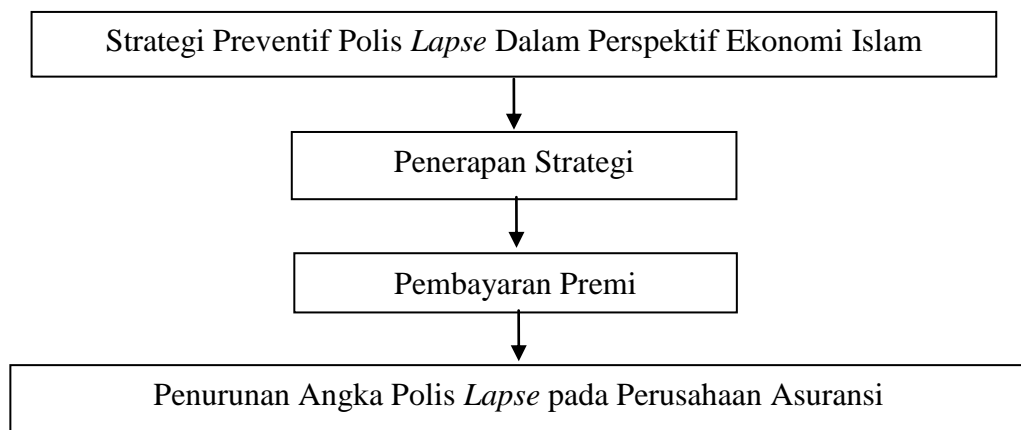 Strategi Preventif Polis Lapse Dalam Perspektif Ekonomi Islam
Penerapan Strategi
Pembayaran Premi
Penurunan Angka Polis Lapse pada Perusahaan Asuransi